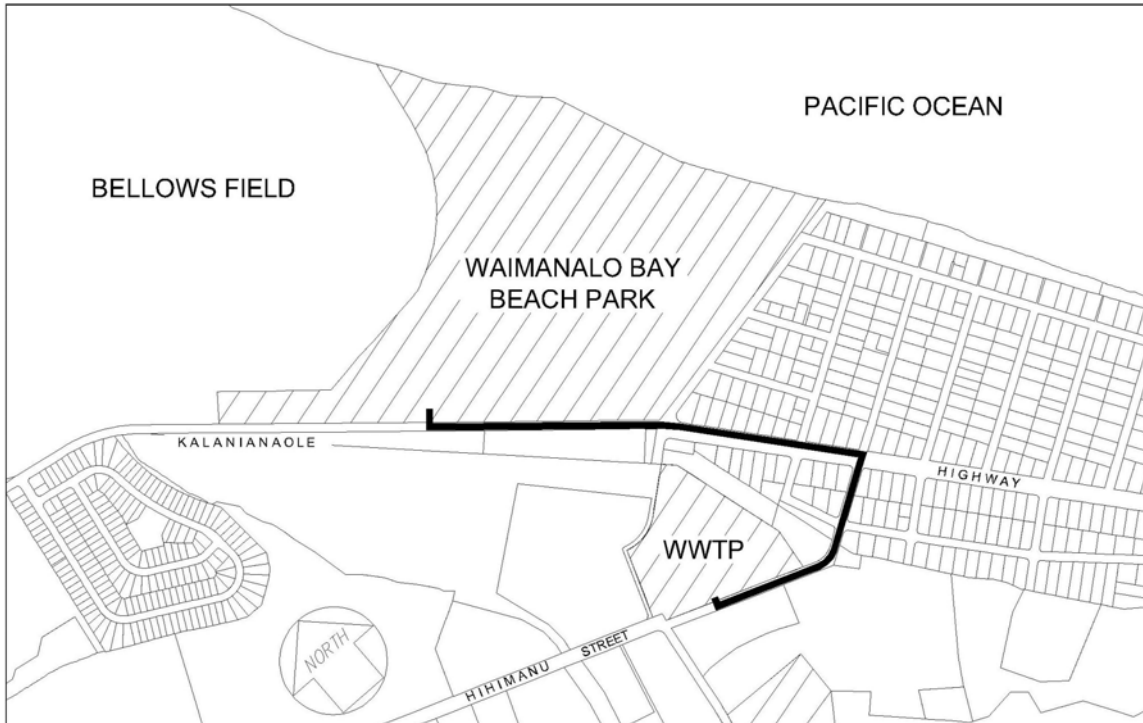 PACIFIC OCEAN
BELLOWS FIELD
WAIMANALO BAY
BEACH PARK
KALANIANAOLE
HIGHWAY
WWTP
NORTH
HIHIMANU STREET